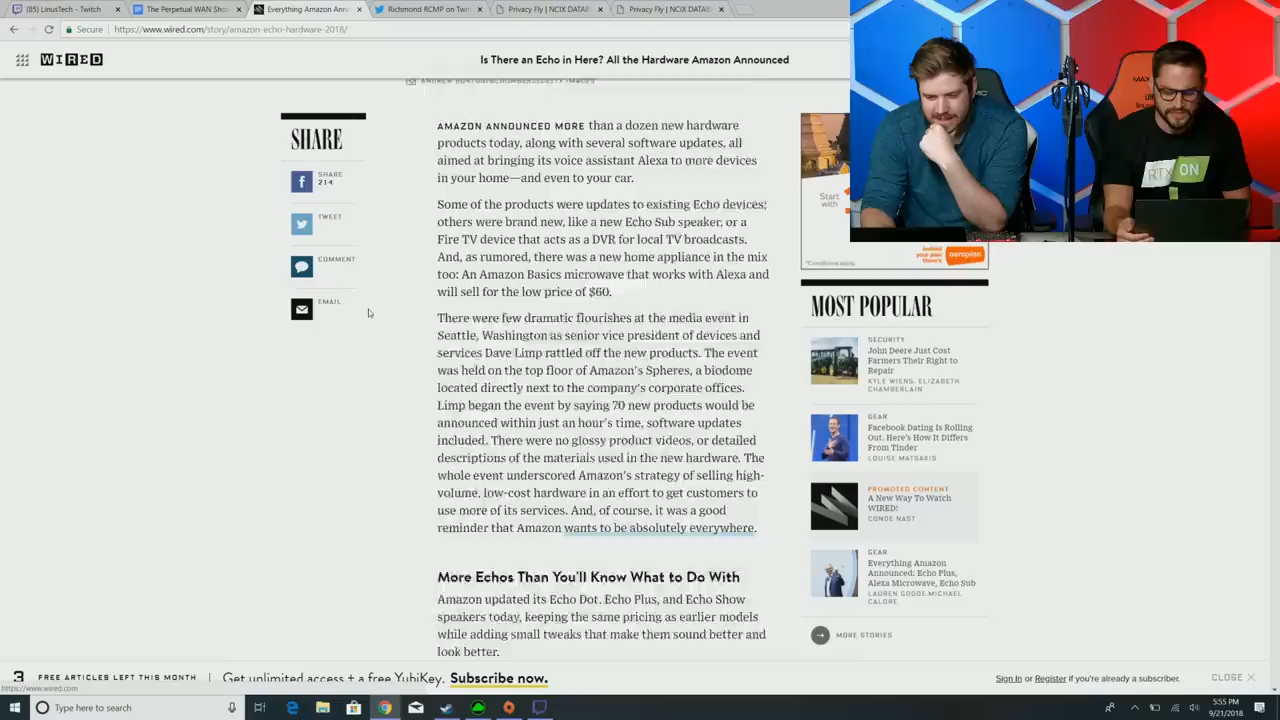 (85) LinusTech - Twitch
The Perpetual WAN Show
Everything Amazon Anno
Richmond RCMP on Tw
Privacy Fly | NCIX DATAB
Privacy Fly | NCIX DATAB
Secure
https://www.wired.com/story/amazon-echo-hardware-2018/
WIRED
Is There an Echo in Here? All the Hardware Amazon Announced
SHARE
SHARE
214
TWEET
COMMENT
EMAIL
AMAZON ANNOUNCED MORE than a dozen new hardware
products today, along with several software updates, all
aimed at bringing its voice assistant Alexa to more devices
in your home—and even to your car.
Some of the products were updates to existing Echo devices;
others were brand new, like a new Echo Sub speaker, or a
Fire TV device that acts as a DVR for local TV broadcasts.
And, as rumored, there was a new home appliance in the mix
too: An Amazon Basics microwave that works with Alexa and
will sell for the low price of $60.
There were few dramatic flourishes at the media event in
Seattle, Washington as senior vice president of devices and
services Dave Limp rattled off the new products. The event
was held on the top floor of Amazon's Spheres, a biodome
located directly next to the company's corporate offices.
Limp began the event by saying 70 new products would be
announced within just an hour's time, software updates
included. There were no glossy product videos, or detailed
descriptions of the materials used in the new hardware. The
whole event underscored Amazon's strategy of selling high-
volume, low-cost hardware in an effort to get customers to
use more of its services. And, of course, it was a good
reminder that Amazon wants to be absolutely everywhere.
More Echos Than You'll Know What to Do With
Amazon updated its Echo Dot, Echo Plus, and Echo Show
speakers today, keeping the same pricing as earlier models
while adding small tweaks that make them sound better and
look better.
Start
with
*Conditions apply.
behind
your pass
there's
aeroplan
MOST POPULAR
SECURITY
John Deere Just Cost
Farmers Their Right to
Repair
KYLE WIENS, ELIZABETH
CHAMBERLAIN
GEAR
Facebook Dating Is Rolling
Out. Here's How It Differs
From Tinder
LOUISE MATSAKIS
PROMOTED CONTENT
A New Way To Watch
WIRED!
CONDE NAST
GEAR
Everything Amazon
Announced: Echo Plus,
Alexa Microwave, Echo Sub
LAUREN GOODE,MICHAEL
CALORE
MORE STORIES
RTX ON
MAX
3 FREE ARTICLES LEFT THIS MONTH
Get unlimited access + a free YubiKey. Subscribe now.
Sign In or Register if you're already a subscriber.
CLOSE
https://www.wired.com
Type here to search
5:55 PM
9/21/2018